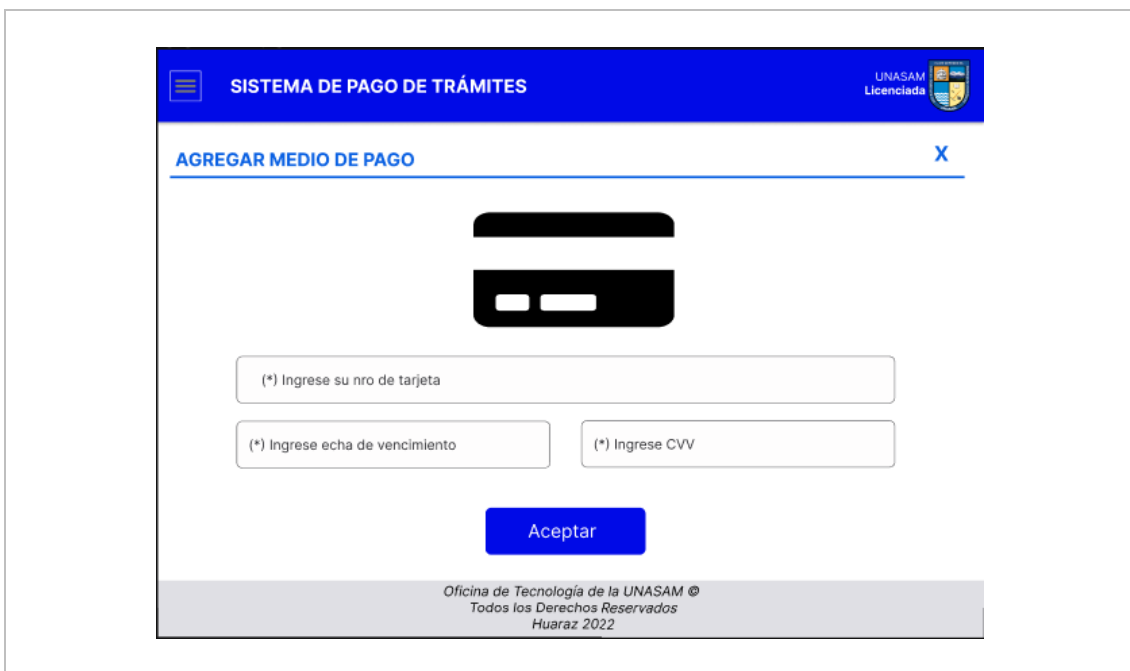 SISTEMA DE PAGO DE TRÁMITES
UNASAM
Licenciada
AGREGAR MEDIO DE PAGO
X
(*) Ingrese su nro de tarjeta
(*) Ingrese echa de vencimiento
(*) Ingrese CVV
Aceptar
Oficina de Tecnología de la UNASAM ©
Todos los Derechos Reservados
Huaraz 2022